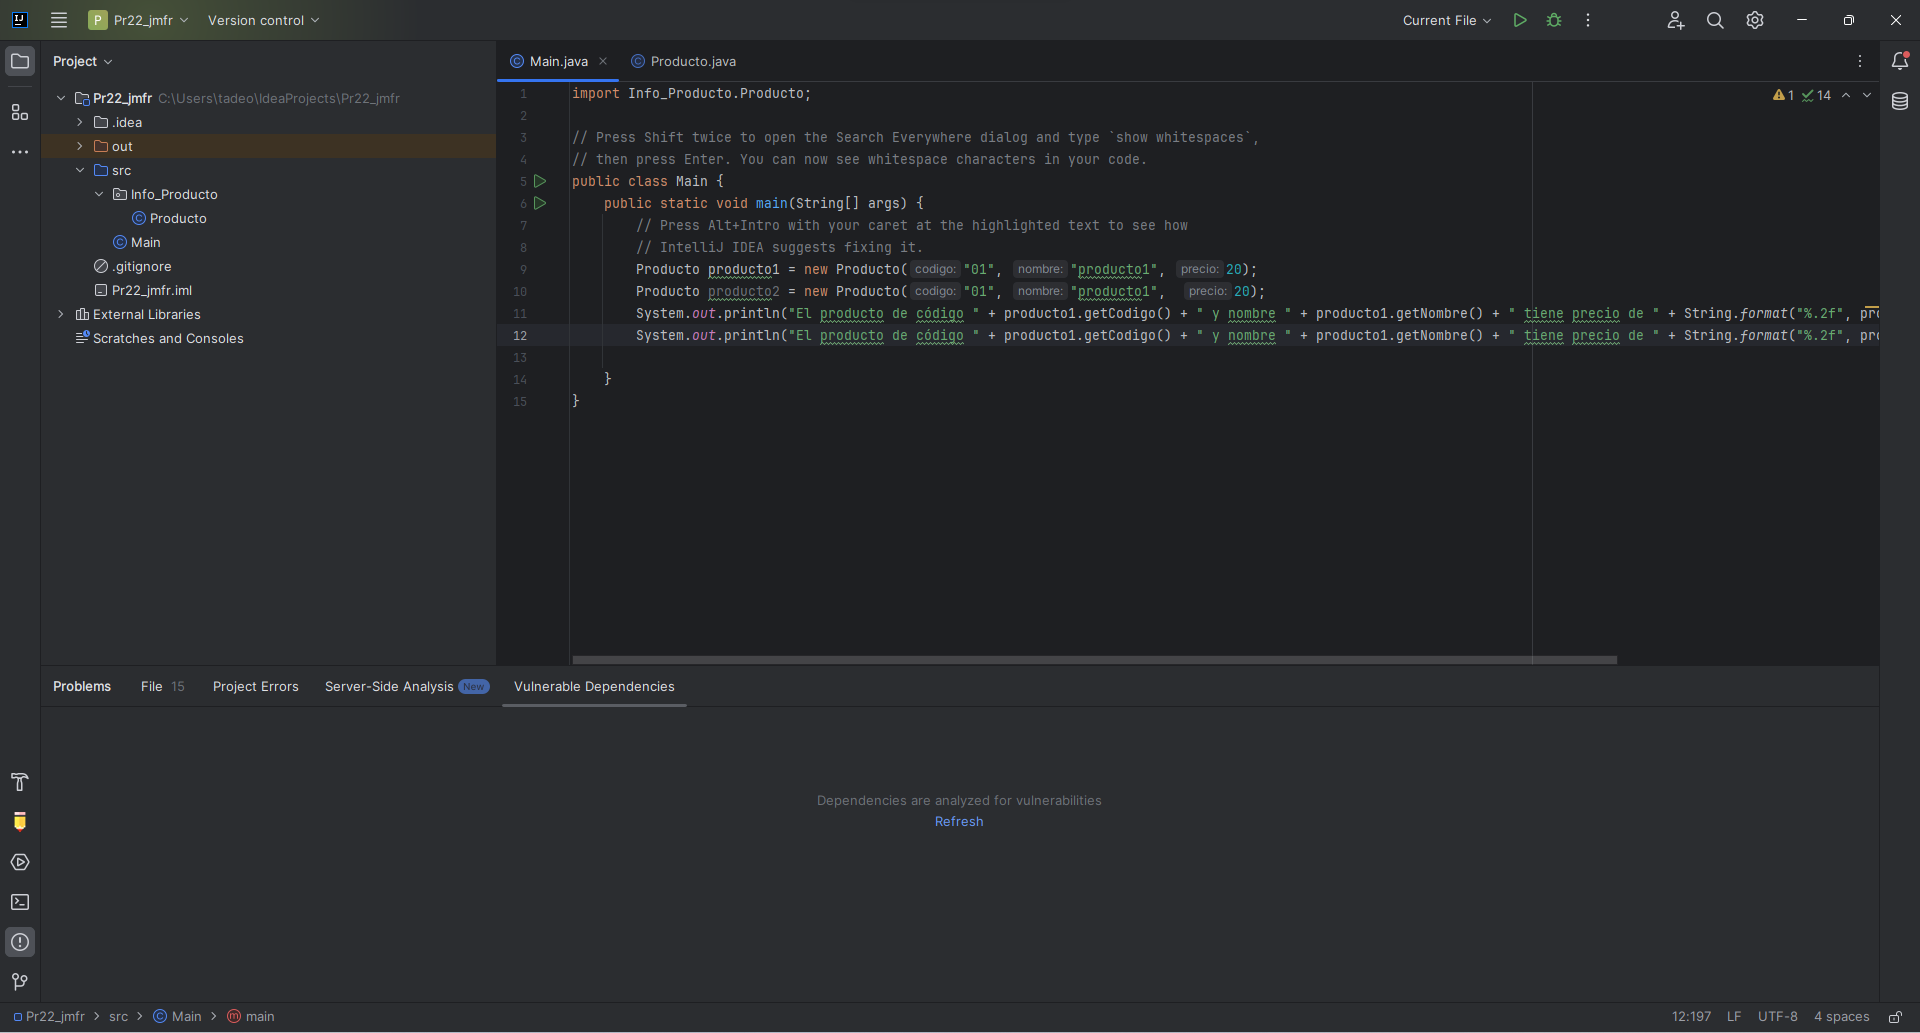 IJ
P Pr22_jmfr Version control Current File
Project
Main.java Producto.java
Pr22_jmfr C:\Users\tadeo\IdeaProjects\Pr22_jmfr
.idea
out
src
Info_Producto
Producto
Main
.gitignore
Pr22_jmfr.iml
External Libraries
Scratches and Consoles
1 import Info_Producto.Producto;
1 14
2
3 // Press Shift twice to open the Search Everywhere dialog and type `show whitespaces`,
4 // then press Enter. You can now see whitespace characters in your code.
5 public class Main {
6 public static void main(String[] args) {
7 // Press Alt+Intro with your caret at the highlighted text to see how
8 // IntelliJ IDEA suggests fixing it.
9 Producto producto1 = new Producto( codigo: "01", nombre: "producto1", precio: 20);
10 Producto producto2 = new Producto( codigo: "01", nombre: "producto1", precio: 20);
11 System.out.println("El producto de código " + producto1.getCodigo() + " y nombre " + producto1.getNombre() + " tiene precio de " + String.format("%.2f", pro
12 System.out.println("El producto de código " + producto1.getCodigo() + " y nombre " + producto1.getNombre() + " tiene precio de " + String.format("%.2f", pro
13
14 }
15 }
Problems File 15 Project Errors Server-Side Analysis New Vulnerable Dependencies
Dependencies are analyzed for vulnerabilities
Refresh
Pr22_jmfr > src > Main > main 12:197 LF UTF-8 4 spaces